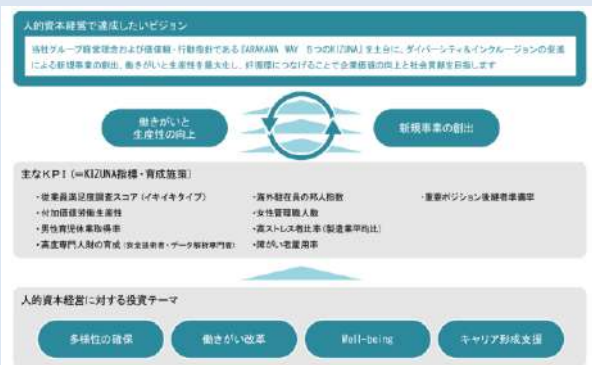 人的資本経営で達成したいビジョン
当社グループ経営理念および価値観・行動指針である『ARAKAWA WAY 5つのKIZUNA』を土台に、ダイバーシティ&インクルージョンの促進
による新規事業の創出、働きがいと生産性を最大化し、好循環につなげることで企業価値の向上と社会貢献を目指します
働きがいと
生産性の向上
新規事業の創出
主なKPI(=KIZUNA指標・育成施策)
・従業員満足度調査スコア(イキイキタイプ)
・付加価値労働生産性
・男性育児休業取得率
・高度専門人財の育成(安全技術者・データ解析専門者)
・海外駐在員の邦人指数
・女性管理職人数
・高ストレス者比率(製造業平均比)
・障がい者雇用率
・重要ポジション後継者準備率
人的資本経営に対する投資テーマ
多様性の確保
働きがい改革
Well-being
キャリア形成支援